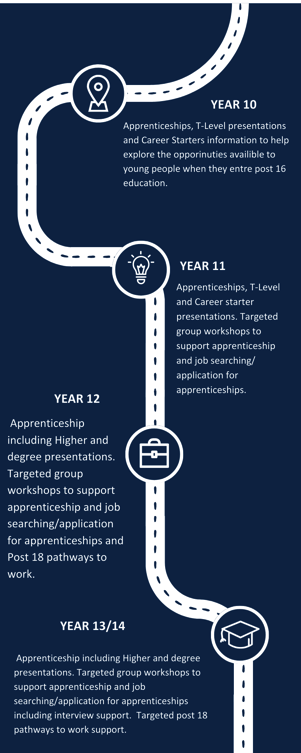 YEAR 10
Apprenticeships, T-Level presentations
and Career Starters information to help
explore the opporinuties availible to
young people when they entre post 16
education.
YEAR 11
Apprenticeships, T-Level
and Career starter
presentations. Targeted
group workshops to
support apprenticeship
and job searching/
application for
apprenticeships.
YEAR 12
Apprenticeship
including Higher and
degree presentations.
Targeted group
workshops to support
apprenticeship and job
searching/application
for apprenticeships and
Post 18 pathways to
work.
YEAR 13/14
Apprenticeship including Higher and degree
presentations. Targeted group workshops to
support apprenticeship and job
searching/application for apprenticeships
including interview support. Targeted post 18
pathways to work support.